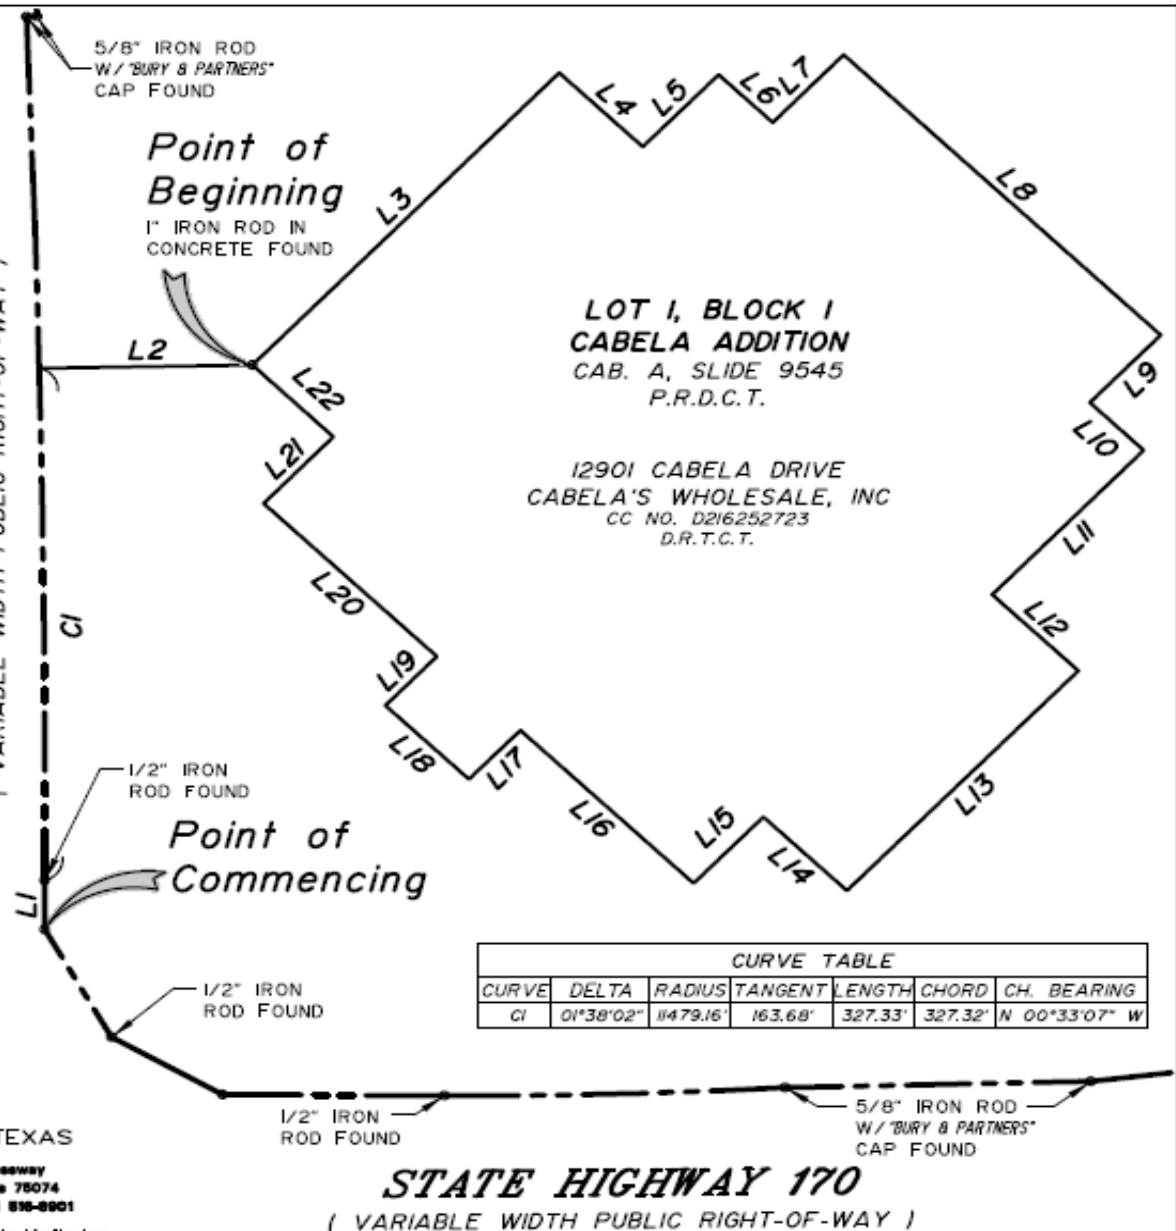 5/8" IRON ROD
W/ "BURY & PARTNERS"
CAP FOUND
Point of
Beginning
1" IRON ROD IN
CONCRETE FOUND
L2
L3
L4
L5
L6
L7
L8
L9
L10
L11
L12
L13
L14
L15
L16
L17
L18
L19
L20
L21
L22
LOT 1, BLOCK 1
CABELA ADDITION
CAB. A, SLIDE 9545
P.R.D.C.T.
12901 CABELA DRIVE
CABELA'S WHOLESALE, INC
CC NO. D216252723
D.R.T.C.T.
C1
1/2" IRON
ROD FOUND
Point of
Commencing
L1
1/2" IRON
ROD FOUND
CURVE TABLE
CURVE DELTA RADIUS TANGENT LENGTH CHORD CH. BEARING
C1 01°38'02" 11479.16' 163.68' 327.33' 327.32' N 00°33'07" W
1/2" IRON
ROD FOUND
5/8" IRON ROD
W/ "BURY & PARTNERS"
CAP FOUND
TEXAS
75074
516-8901
STATE HIGHWAY 170
( VARIABLE WIDTH PUBLIC RIGHT-OF-WAY )